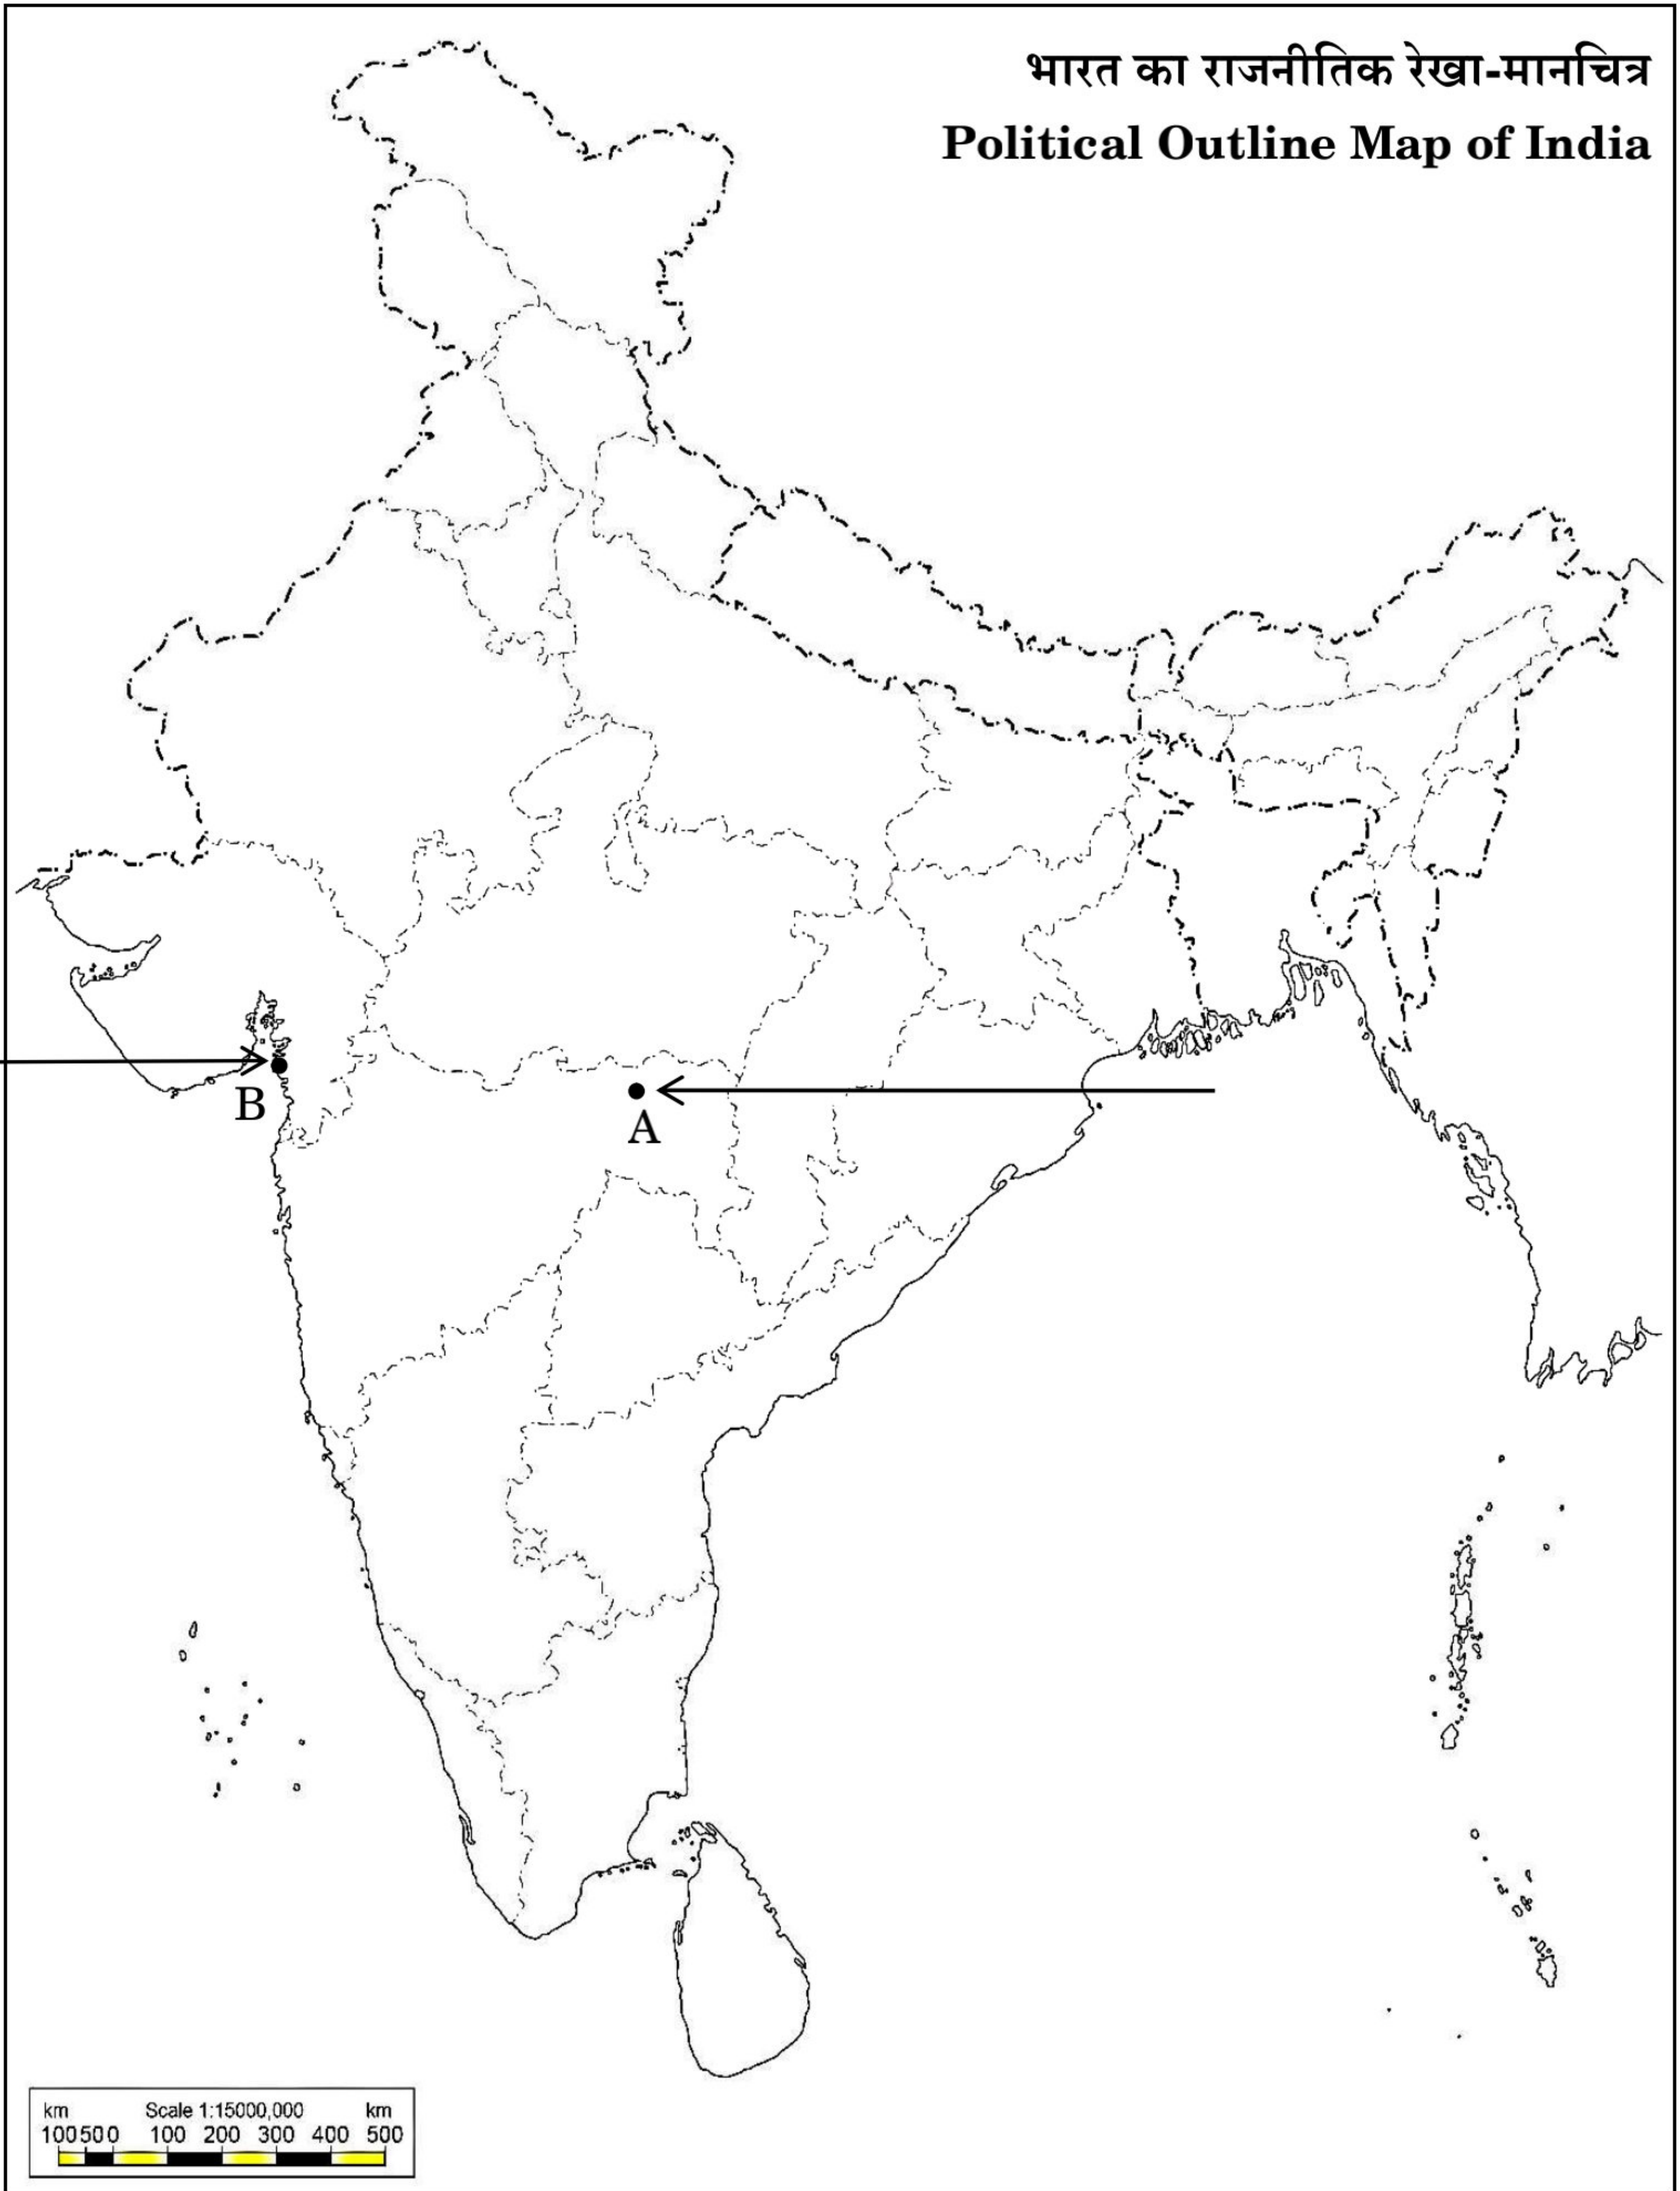 भारत का राजनीतिक रेखा-मानचित्र
Political Outline Map of India
B
A
km Scale 1:15000,000 km
100 50 0 100 200 300 400 500